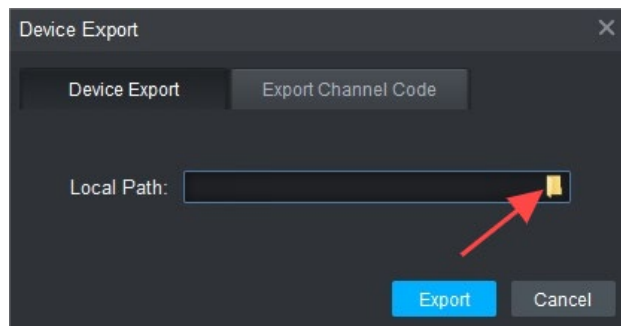 Device Export
Device Export Export Channel Code
Local Path:
Export Cancel